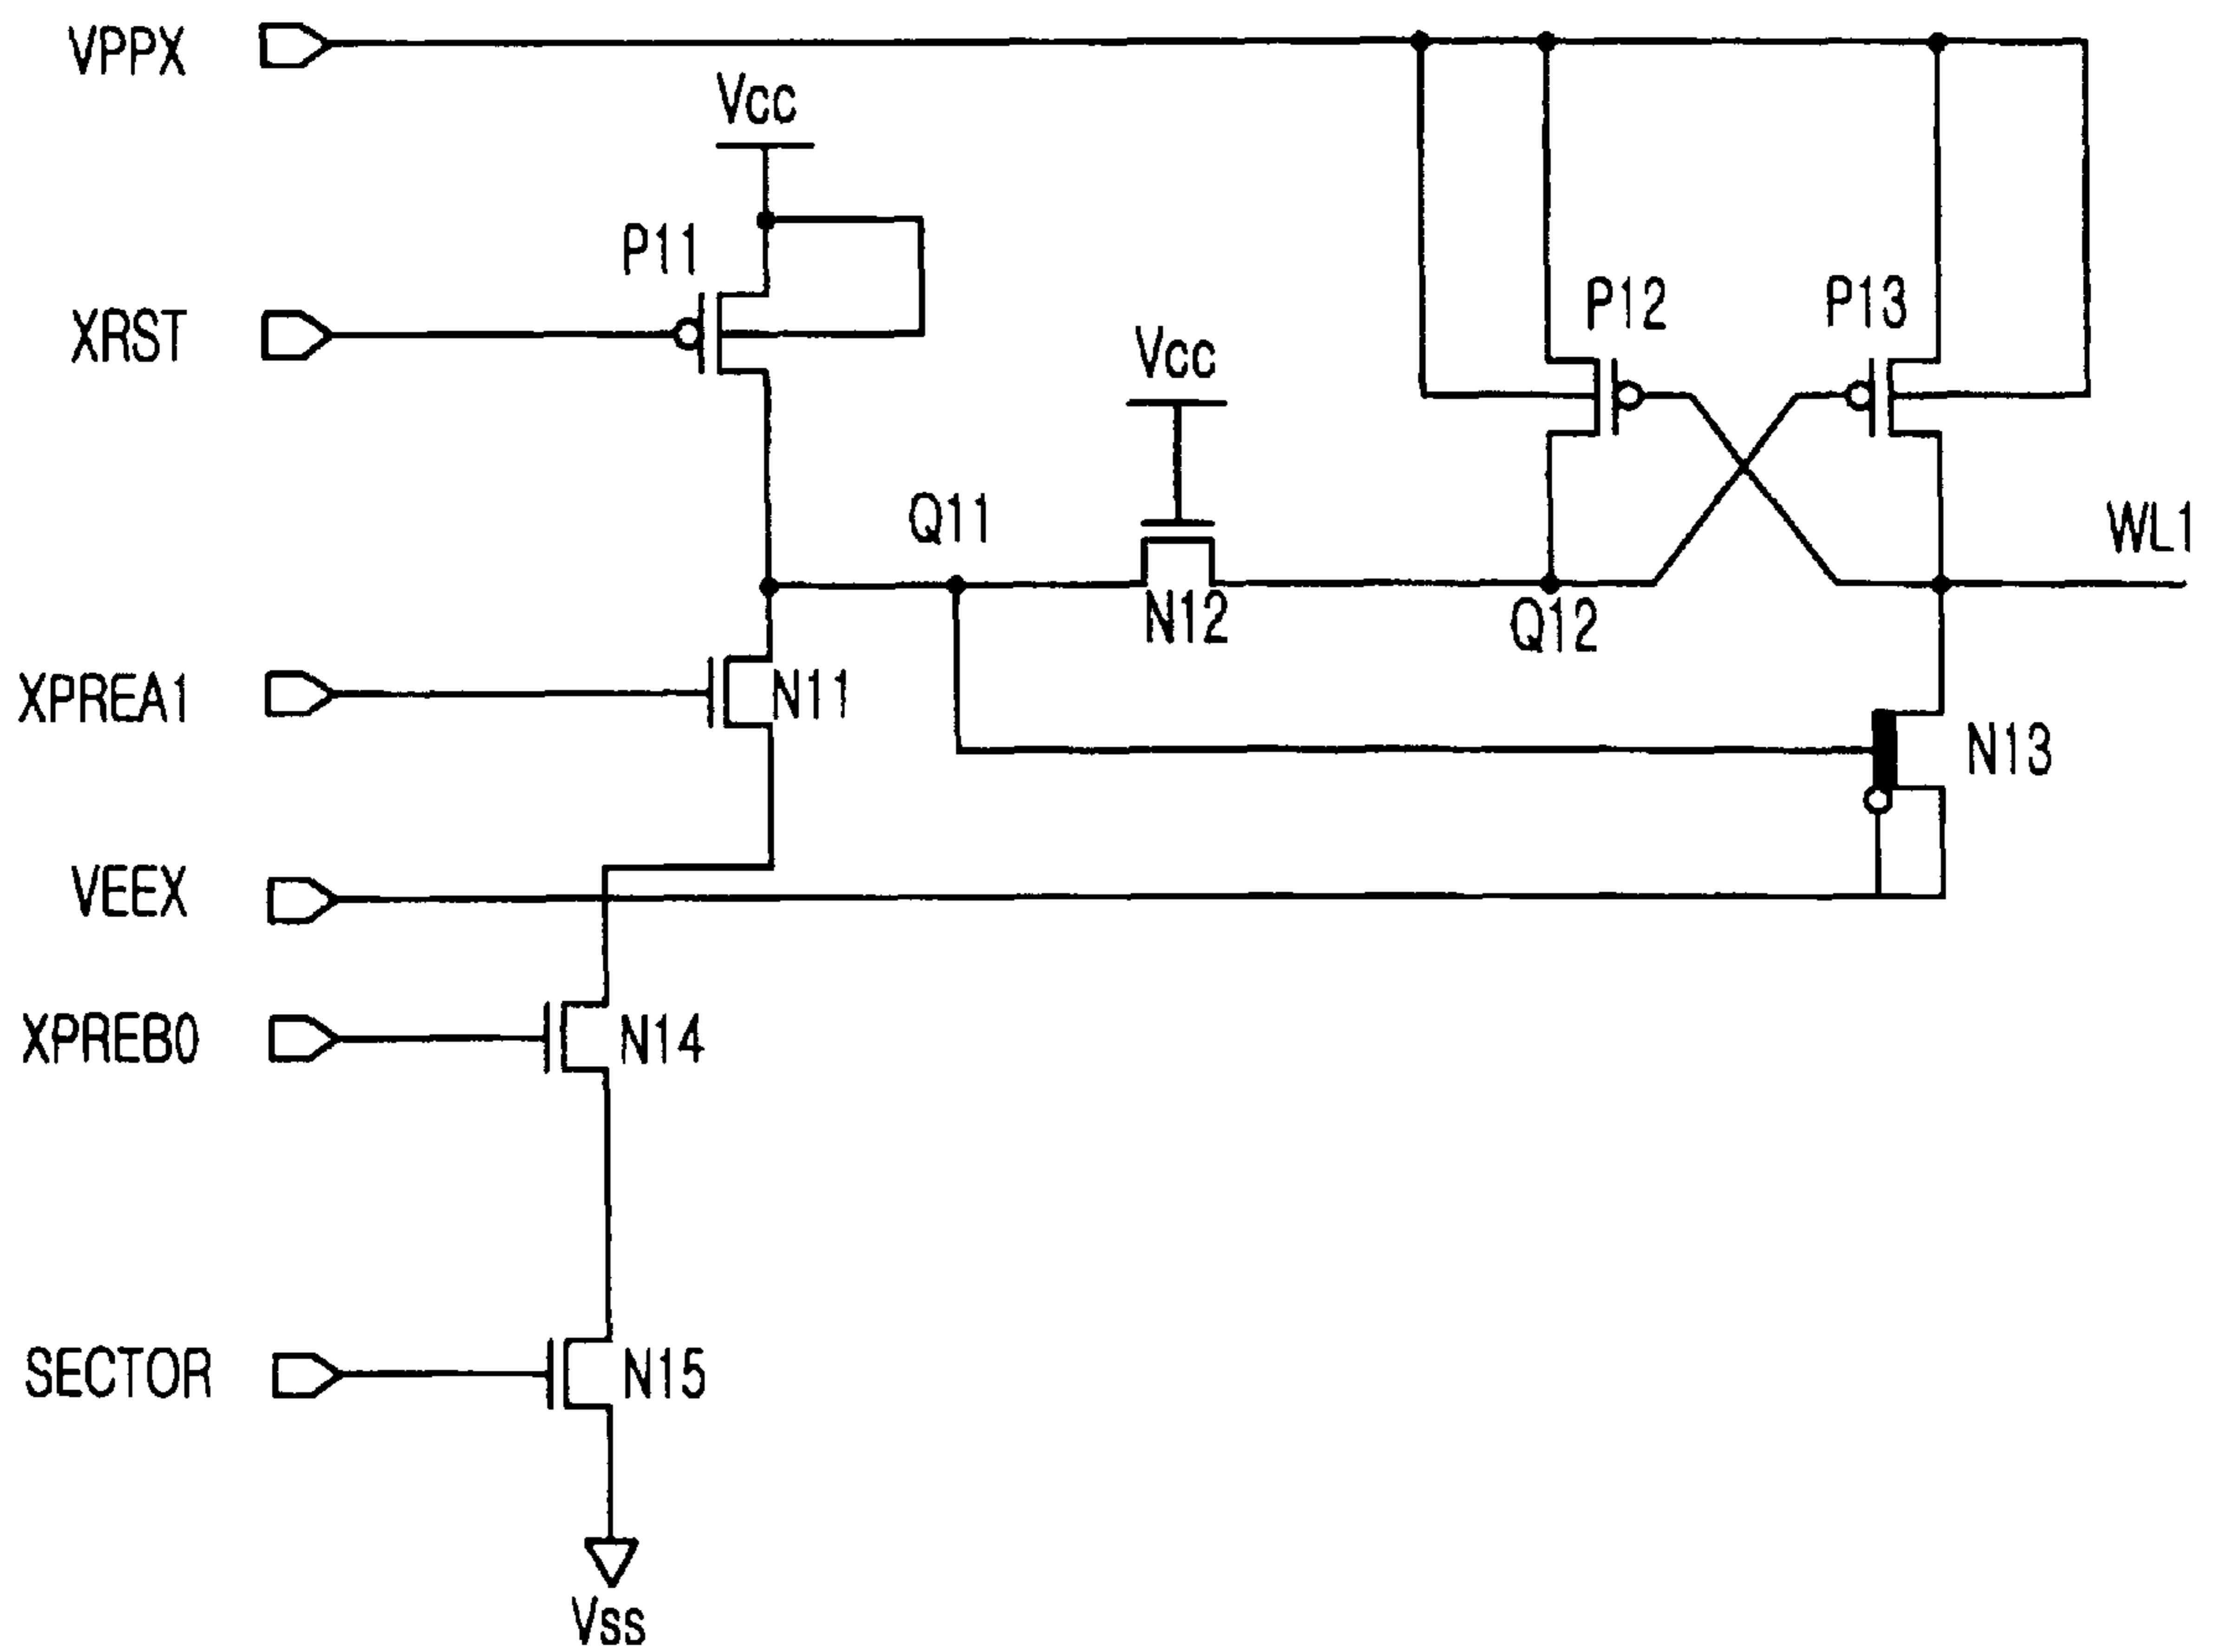 VPPX
Vcc
P11
XRST
P12
P13
Vcc
Q11
WL1
N12
Q12
XPREA1
N11
N13
VEEX
XPREB0
N14
SECTOR
N15
Vss